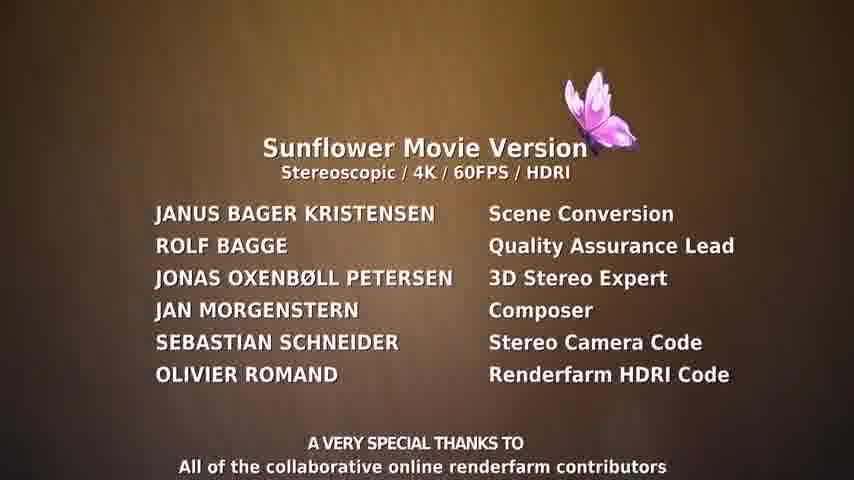 Sunflower Movie Version
Stereoscopic / 4K / 60FPS / HDRI
JANUS BAGER KRISTENSEN Scene Conversion
ROLF BAGGE Quality Assurance Lead
JONAS OXENBØLL PETERSEN 3D Stereo Expert
JAN MORGENSTERN Composer
SEBASTIAN SCHNEIDER Stereo Camera Code
OLIVIER ROMAND Renderfarm HDRI Code
A VERY SPECIAL THANKS TO
All of the collaborative online renderfarm contributors